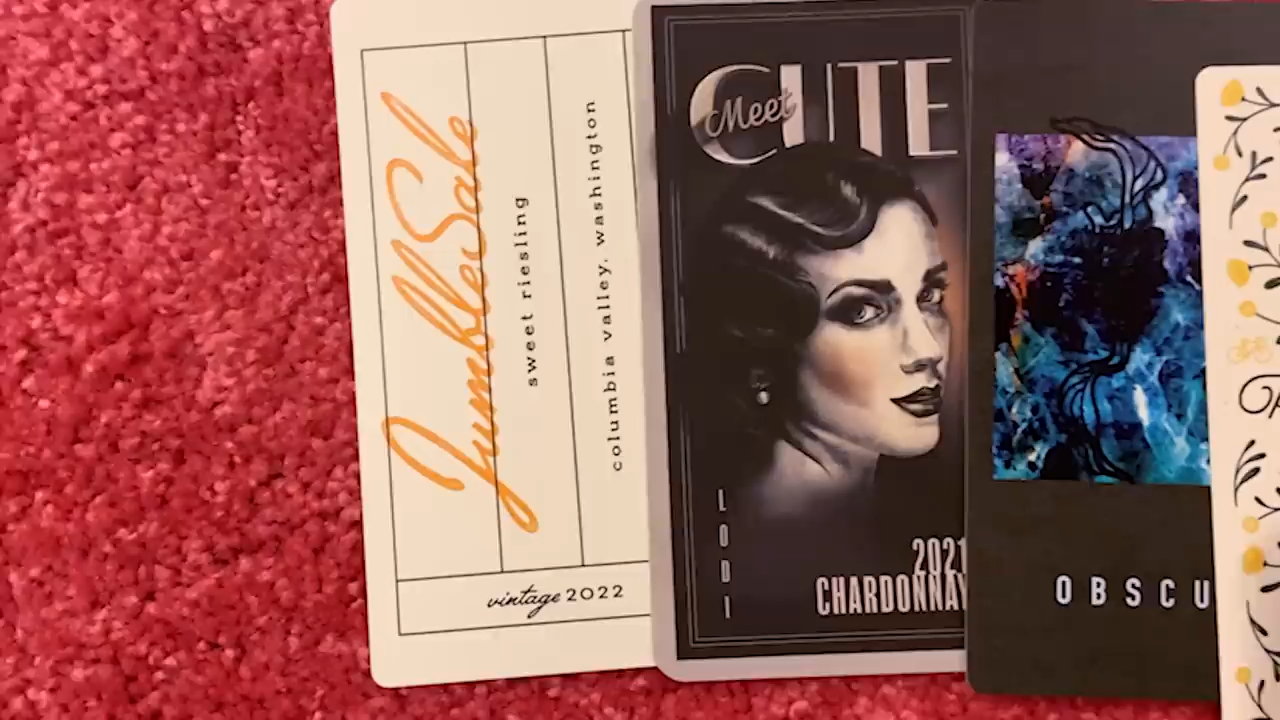 JumbleSale
sweet riesling
columbia valley. washington
vintage 2022
Meet
CUTE
LODI
2021
CHARDONNAY
OBSCU